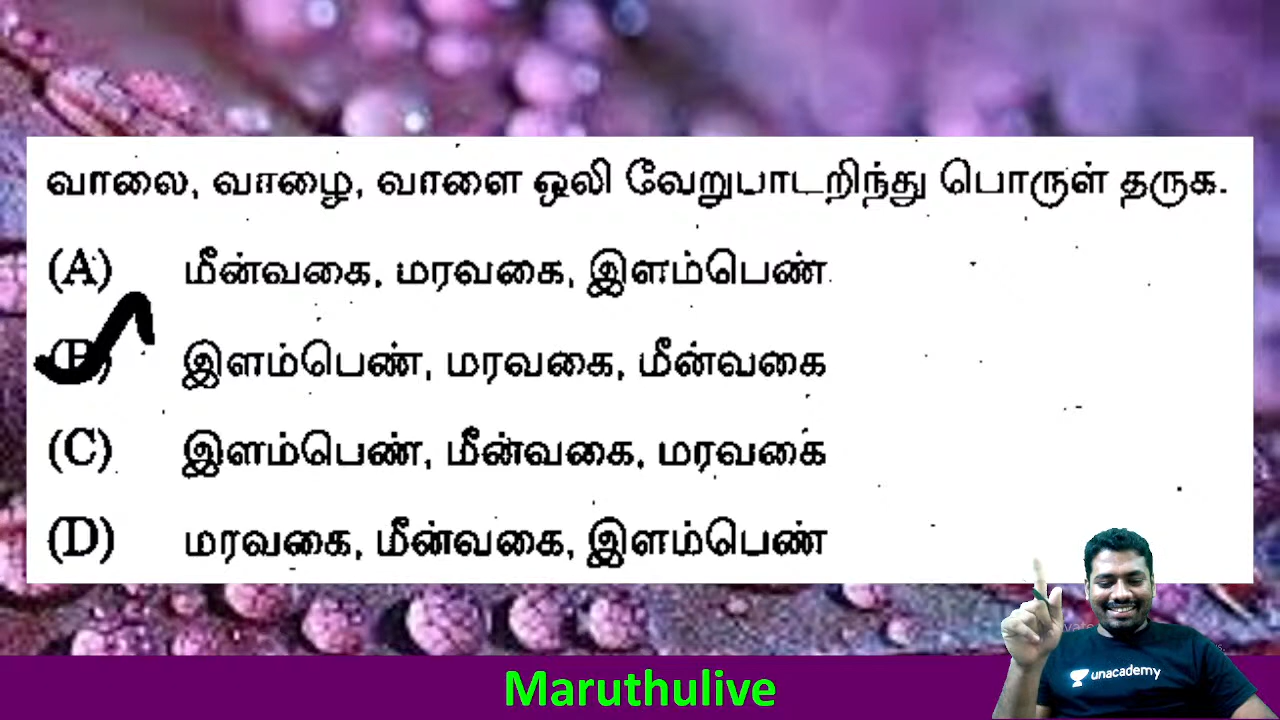 வாலை, வாழை, வாளை ஒலி வேறுபாடறிந்து பொருள் தருக.
(A) மீன்வகை, மரவகை, இளம்பெண்
(B) இளம்பெண், மரவகை, மீன்வகை
(C) இளம்பெண், மீன்வகை, மரவகை
(D) மரவகை, மீன்வகை, இளம்பெண்
unacademy
Maruthulive